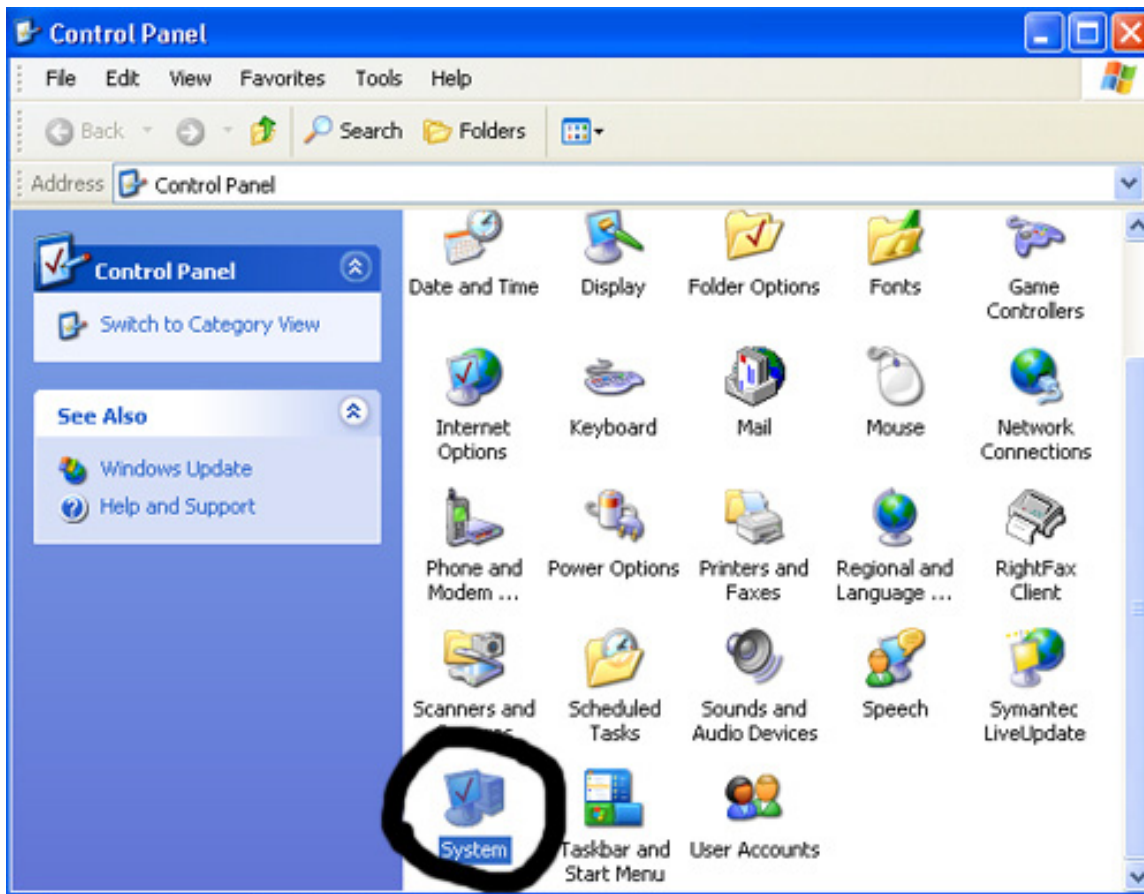 Control Panel
File Edit View Favorites Tools Help
Back Search Folders
Address Control Panel
Control Panel
Switch to Category View
See Also
Windows Update
Help and Support
Date and Time Display Folder Options Fonts Game
Controllers
Internet
Options Keyboard Mail Mouse Network
Connections
Phone and
Modem ... Power Options Printers and
Faxes Regional and
Language ... RightFax
Client
Scanners and Scheduled
Tasks Sounds and
Audio Devices Speech Symantec
LiveUpdate
System Taskbar and
Start Menu User Accounts